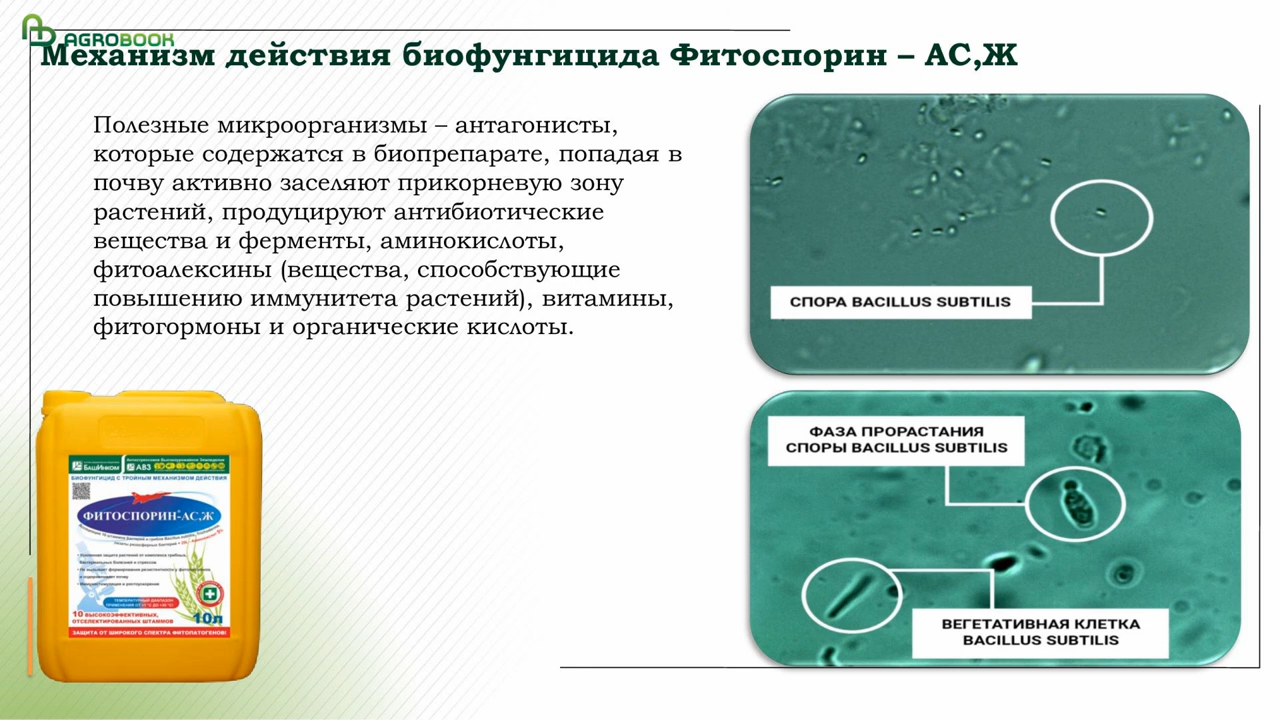 AGROBOOK
Механизм действия биофунгицида Фитоспорин – АС,Ж
Полезные микроорганизмы – антагонисты,
которые содержатся в биопрепарате, попадая в
почву активно заселяют прикорневую зону
растений, продуцируют антибиотические
вещества и ферменты, аминокислоты,
фитоалексины (вещества, способствующие
повышению иммунитета растений), витамины,
фитогормоны и органические кислоты.
СПОРА BACILLUS SUBTILIS
ФАЗА ПРОРАСТАНИЯ
СПОРЫ BACILLUS SUBTILIS
ВЕГЕТАТИВНАЯ КЛЕТКА
BACILLUS SUBTILIS
БашИнком АВЗ
БИОФУНГИЦИД С ТРОЙНЫМ МЕХАНИЗМОМ ДЕЙСТВИЯ
ФИТОСПОРИН-АС,Ж
10 ВЫСОКОЭФФЕКТИВНЫХ,
ОТСЕЛЕКТИРОВАННЫХ ШТАММОВ
10л
ЗАЩИТА ОТ ШИРОКОГО СПЕКТРА ФИТОПАТОГЕНОВ!